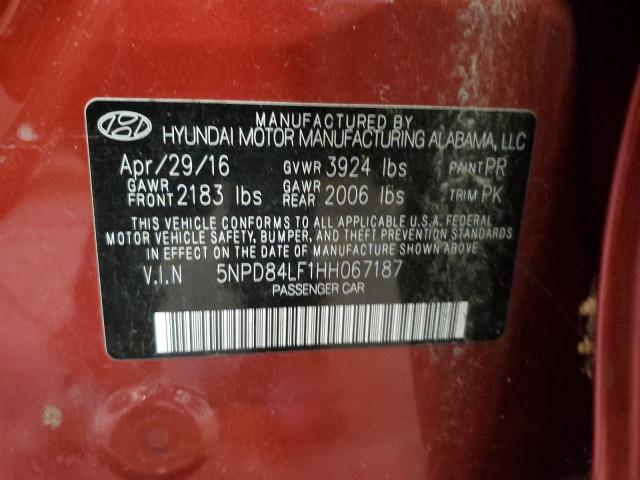 MANUFACTURED BY
HYUNDAI MOTOR MANUFACTURING ALABAMA, LLC
Apr/29/16 GVWR 3924 lbs PAINT PR
GAWR FRONT 2183 lbs GAWR REAR 2006 lbs TRIM PK
THIS VEHICLE CONFORMS TO ALL APPLICABLE U.S.A. FEDERAL
MOTOR VEHICLE SAFETY, BUMPER, AND THEFT PREVENTION STANDARDS
IN EFFECT ON THE DATE OF MANUFACTURE SHOWN ABOVE.
V.I.N 5NPD84LF1HH067187
PASSENGER CAR